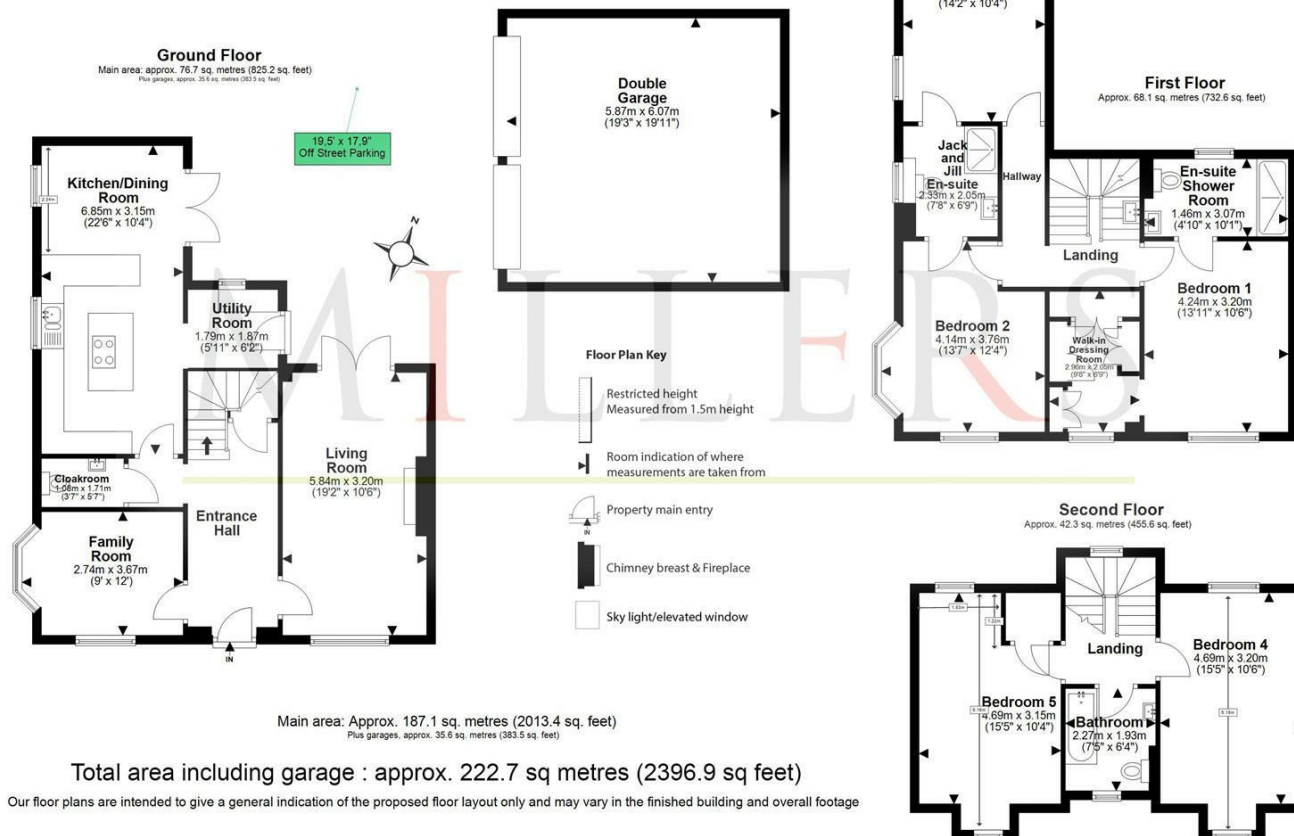 Ground Floor
Main area: approx. 76.7 sq. metres (825.2 sq. feet)
Plus garages, approx. 35.6 sq. metres (383.5 sq. feet)
19,5' x 17,9"
Off Street Parking
Double
Garage
5.87m x 6.07m
(19'3" x 19'11")
(14'2" x 10'4")
First Floor
Approx. 68.1 sq. metres (732.6 sq. feet)
Kitchen/Dining
Room
6.85m x 3.15m
(22'6" x 10'4")
Utility
Room
1.79m x 1.87m
(5'11" x 6'2")
Living
Room
5.84m x 3.20m
(19'2" x 10'6")
Cloakroom
1.08m x 1.71m
(3'7" x 5'7")
Entrance
Hall
Family
Room
2.74m x 3.67m
(9' x 12')
IN
N
MILLERS
Floor Plan Key
Restricted height
Measured from 1.5m height
Room indication of where
measurements are taken from
Property main entry
IN
Chimney breast & Fireplace
Sky light/elevated window
Jack
and
Jill
En-suite
2.33m x 2.05m
(7'8" x 6'9")
Hallway
En-suite
Shower
Room
1.46m x 3.07m
(4'10" x 10'1")
Landing
Bedroom 1
4.24m x 3.20m
(13'11" x 10'6")
Bedroom 2
4.14m x 3.76m
(13'7" x 12'4")
Walk-in
Dressing
Room
2.96m x 2.05m
(9'8" x 6'9")
Second Floor
Approx. 42.3 sq. metres (455.6 sq. feet)
Landing
Bedroom 4
4.69m x 3.20m
(15'5" x 10'6")
Bedroom 5
4.69m x 3.15m
(15'5" x 10'4")
Bathroom
2.27m x 1.93m
(7'5" x 6'4")
Main area: Approx. 187.1 sq. metres (2013.4 sq. feet)
Plus garages, approx. 35.6 sq. metres (383.5 sq. feet)
Total area including garage : approx. 222.7 sq metres (2396.9 sq feet)
Our floor plans are intended to give a general indication of the proposed floor layout only and may vary in the finished building and overall footage